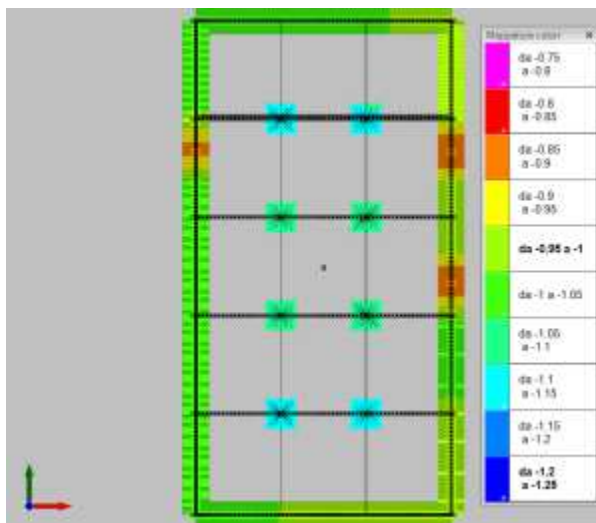 Mappatura colori
da -0.75
a -0.8
da -0.8
a -0.85
da -0.85
a -0.9
da -0.9
a -0.95
da -0,95 a -1
da -1 a -1.05
da -1.05
a -1.1
da -1.1
a -1.15
da -1.15
a -1.2
da -1.2
a -1.25